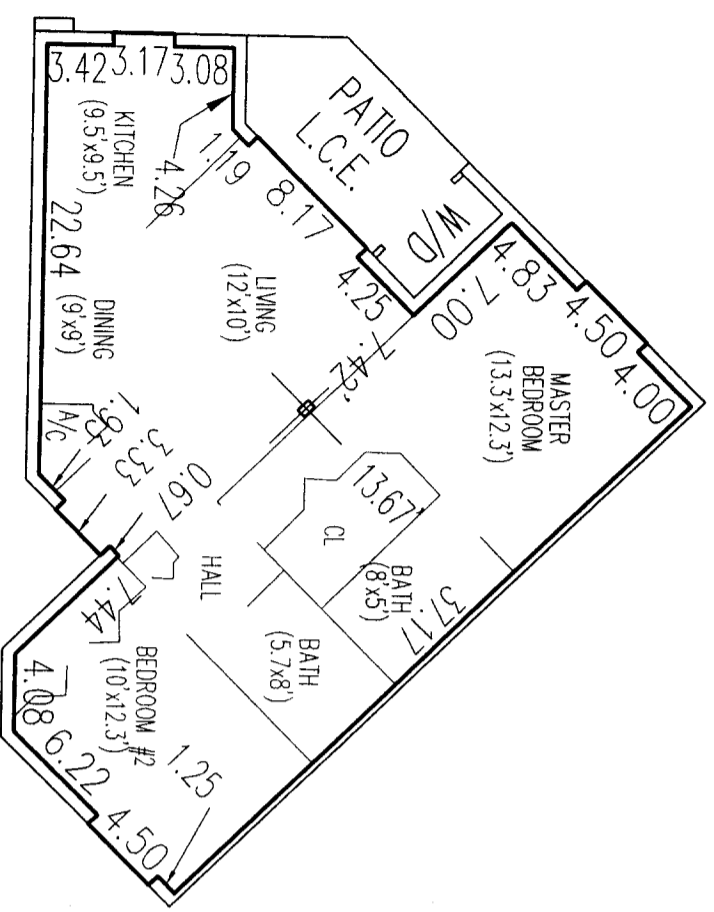 3.42
3.17
3.08
KITCHEN
(9.5'x9.5')
4.26
1.19
8.17
PATIO
L.C.E.
W/D
4.25
7.00
4.83
4.50
4.00
MASTER
BEDROOM
(13.3'x12.3')
LIVING
(12'x10')
7.42'
22.64
DINING
(9'x9')
A/C
1.93
3.33
0.67
13.67'
CL
BATH
(8'x5')
37.17
HALL
BATH
(5.7x8')
7.44
BEDROOM #2
(10'x12.3')
4.08
6.22
4.50
1.25